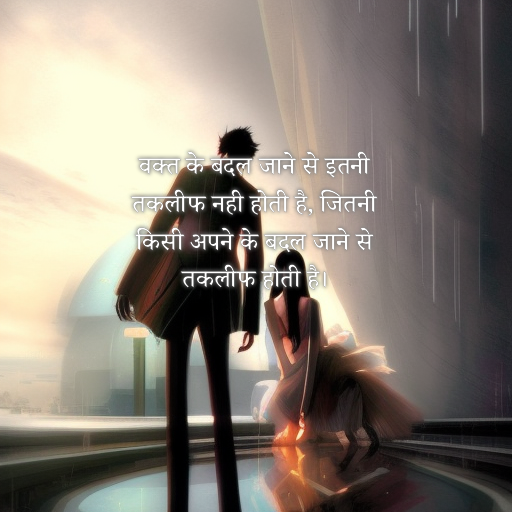 वक्त के बदल जाने से इतनी
तकलीफ नही होती है, जितनी
किसी अपने के बदल जाने से
तकलीफ होती है।